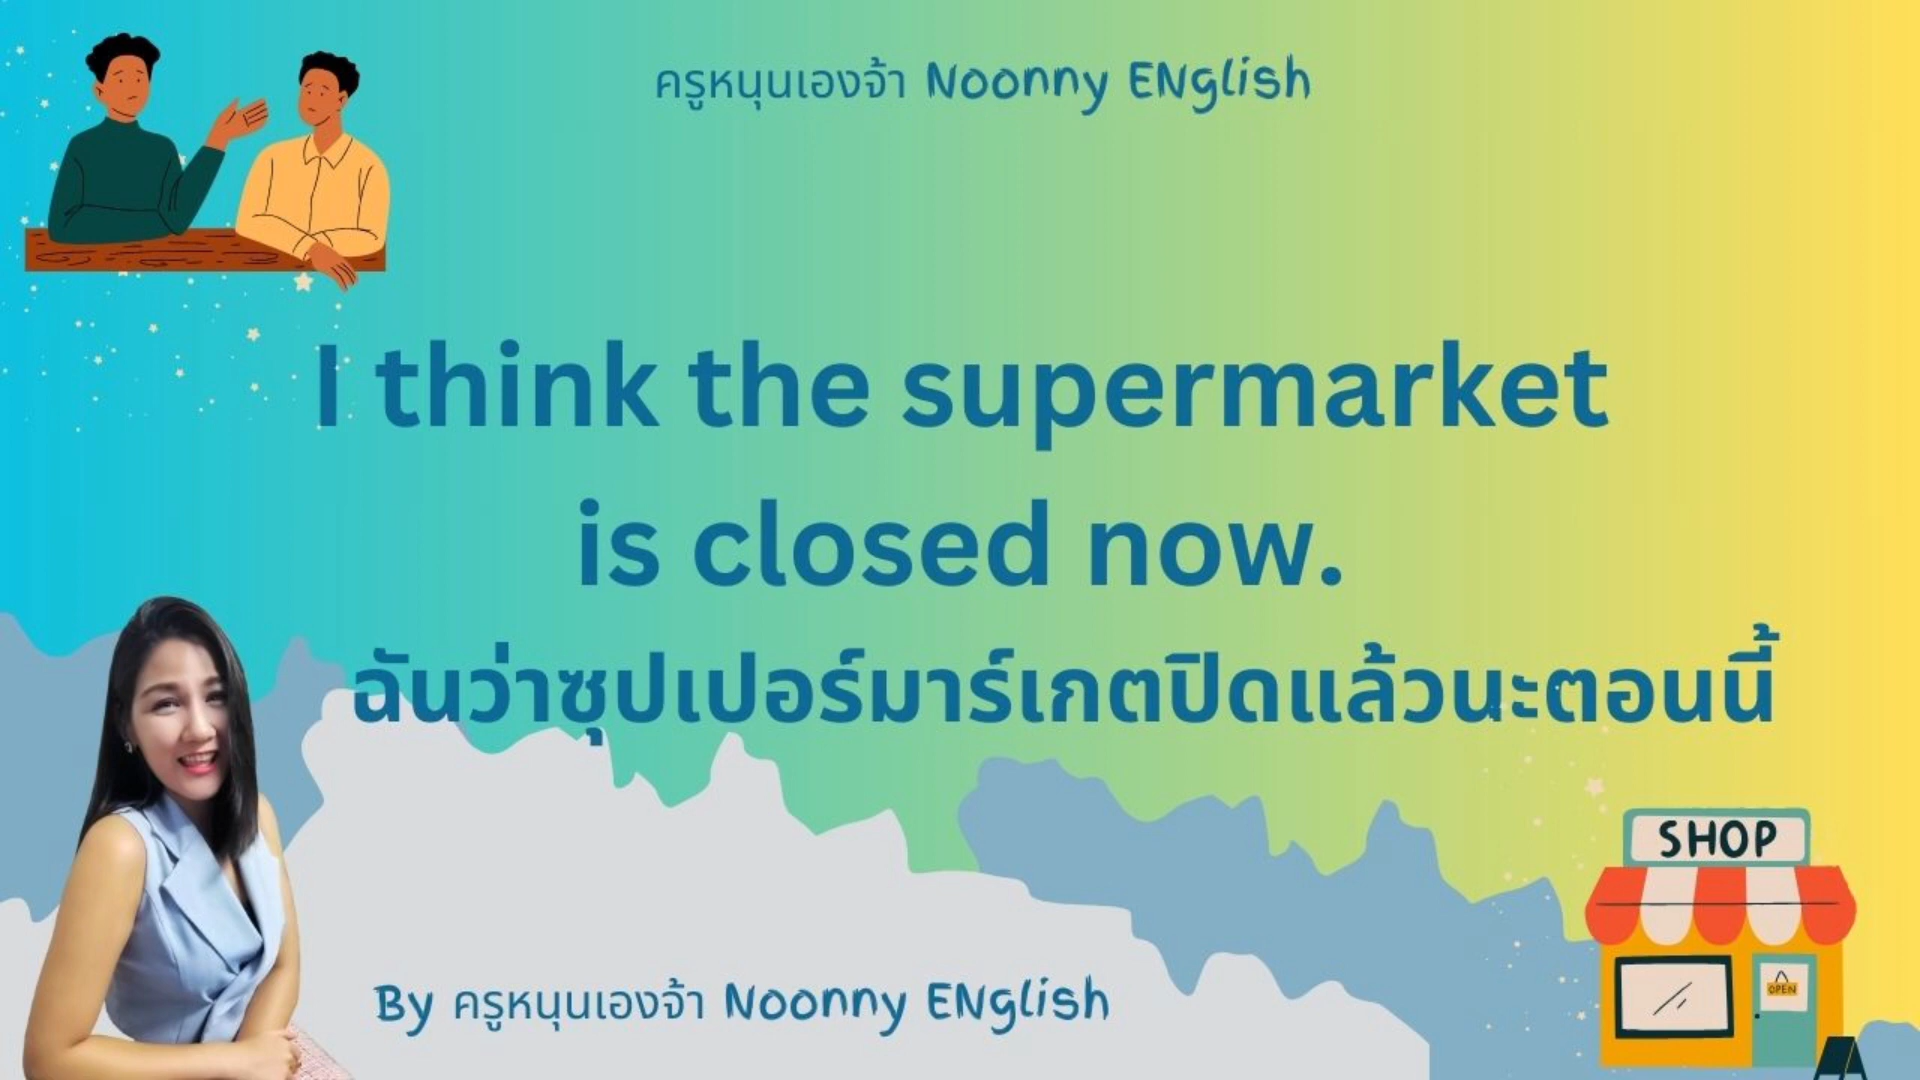 ครูหนุนเองจ้า Noonny ENglish
I think the supermarket
is closed now.
ฉันว่าซุปเปอร์มาร์เกตปิดแล้วนะตอนนี้
SHOP
OPEN
By ครูหนุนเองจ้า Noonny ENglish